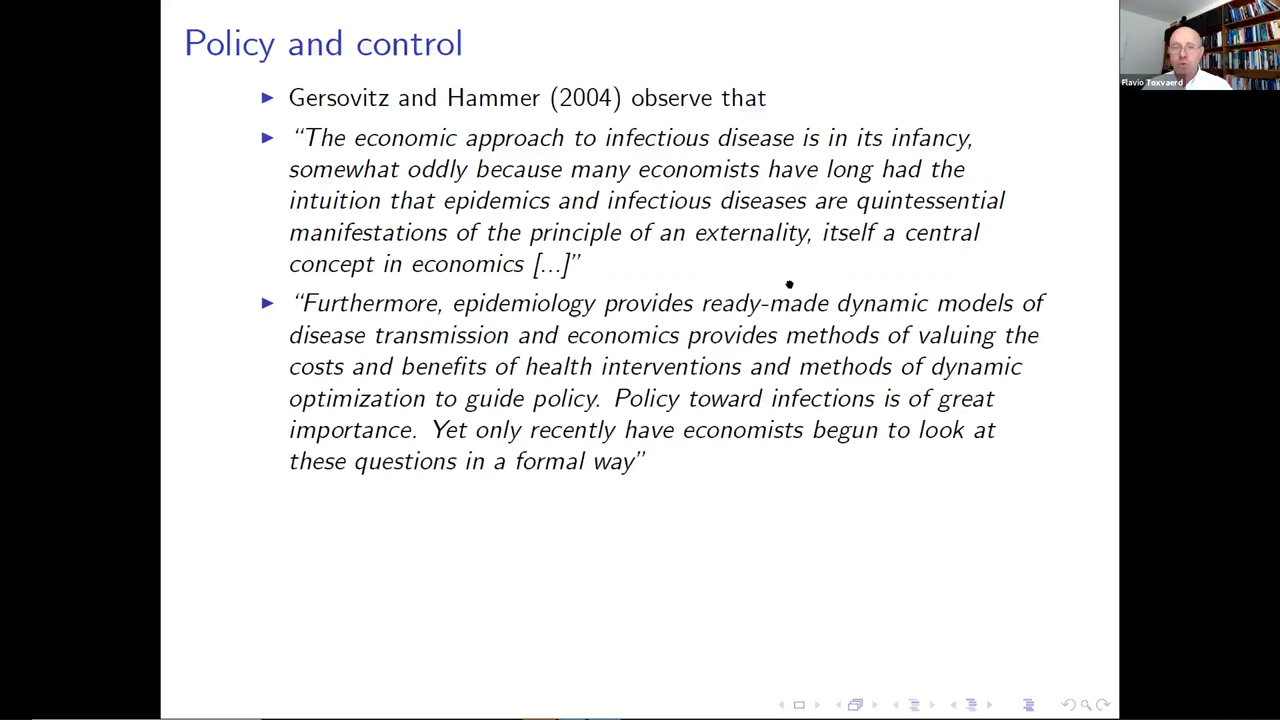 Policy and control
Gersovitz and Hammer (2004) observe that
“The economic approach to infectious disease is in its infancy,
somewhat oddly because many economists have long had the
intuition that epidemics and infectious diseases are quintessential
manifestations of the principle of an externality, itself a central
concept in economics [...]”
“Furthermore, epidemiology provides ready-made dynamic models of
disease transmission and economics provides methods of valuing the
costs and benefits of health interventions and methods of dynamic
optimization to guide policy. Policy toward infections is of great
importance. Yet only recently have economists begun to look at
these questions in a formal way”
Flavio Toxvaerd